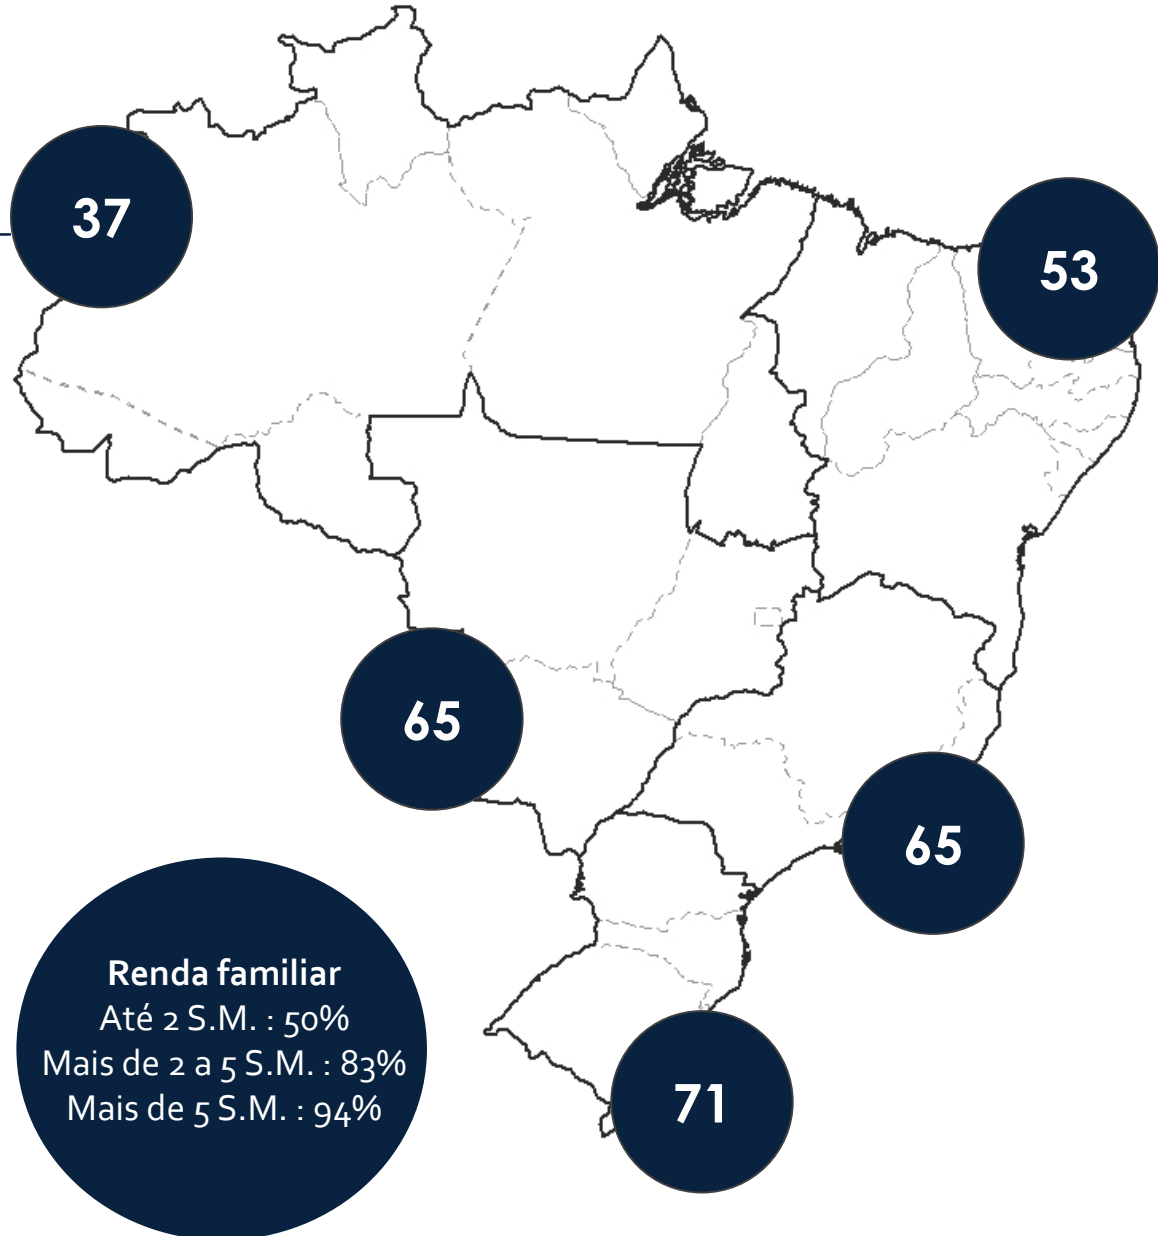 37
53
65
65
Renda familiar
Até 2 S.M. : 50%
Mais de 2 a 5 S.M. : 83%
Mais de 5 S.M. : 94%
71